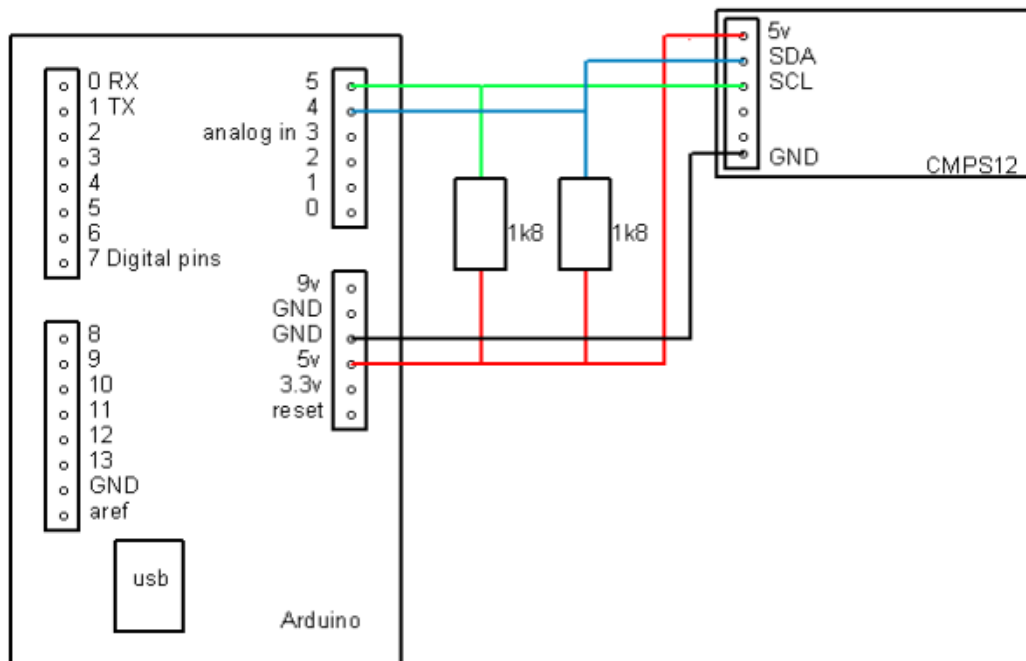 0 RX
1 TX
2
3
4
5
6
7 Digital pins
8
9
10
11
12
13
GND
aref
usb
Arduino
5
4
analog in 3
2
1
0
9v
GND
GND
5v
3.3v
reset
1k8
1k8
5v
SDA
SCL
GND
CMPS12